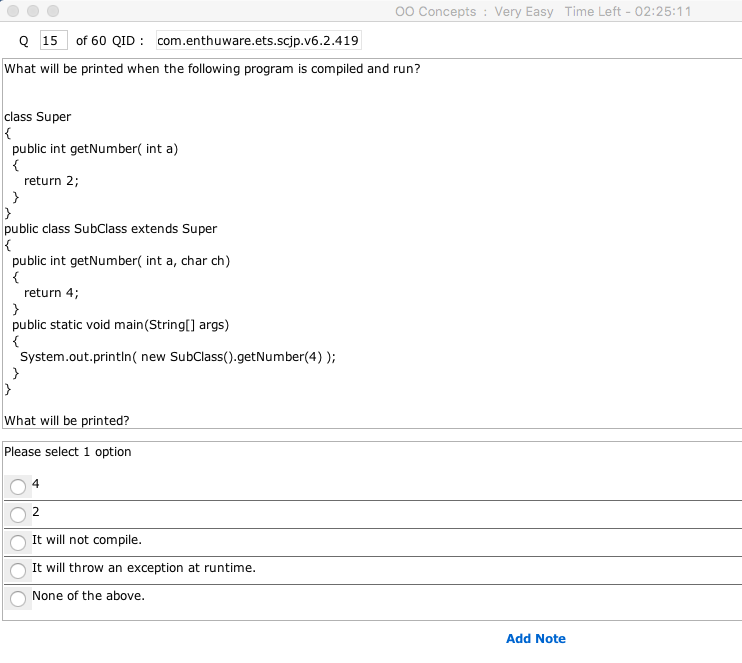 OO Concepts : Very Easy Time Left - 02:25:11
Q 15 of 60 QID : com.enthuware.ets.scjp.v6.2.419
What will be printed when the following program is compiled and run?
class Super
{
public int getNumber( int a)
{
return 2;
}
}
public class SubClass extends Super
{
public int getNumber( int a, char ch)
{
return 4;
}
public static void main(String[] args)
{
System.out.println( new SubClass().getNumber(4) );
}
}
What will be printed?
Please select 1 option
4
2
It will not compile.
It will throw an exception at runtime.
None of the above.
Add Note